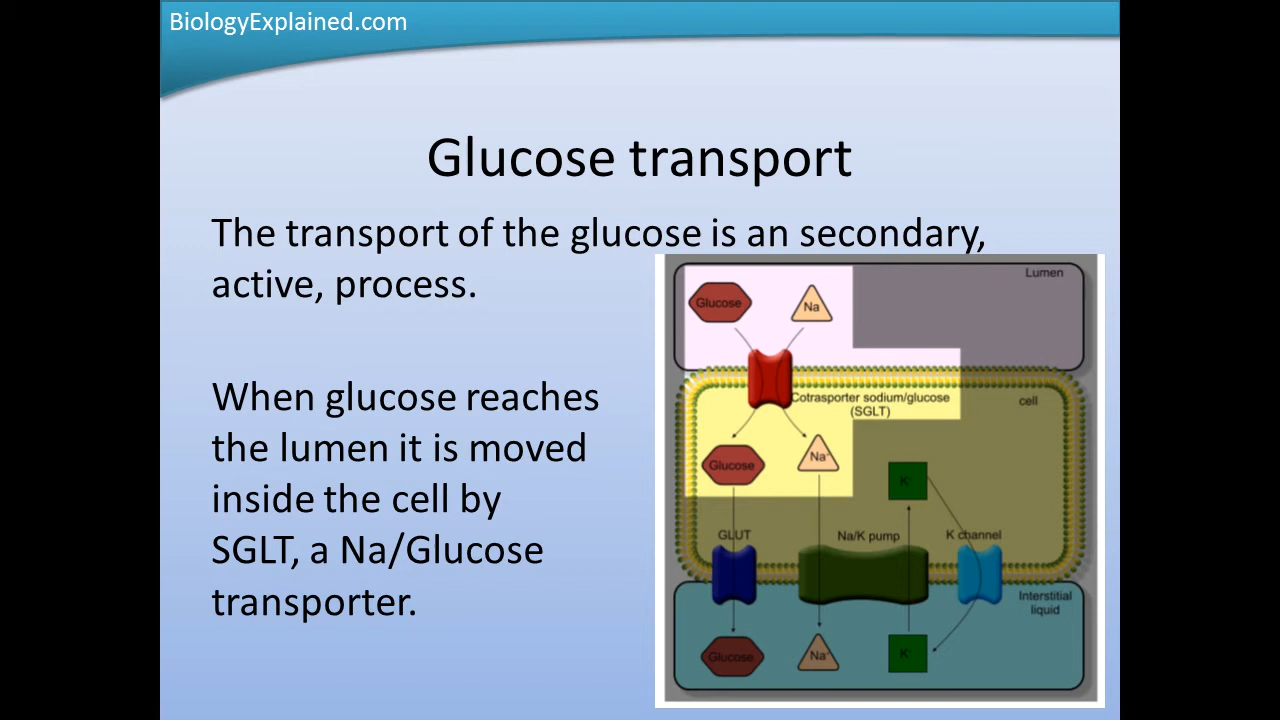 BiologyExplained.com
Glucose transport
The transport of the glucose is an secondary,
active, process.
When glucose reaches
the lumen it is moved
inside the cell by
SGLT, a Na/Glucose
transporter.
Lumen
Glucose
Na
Cotrasporter sodium/glucose
(SGLT)
cell
Glucose
Na⁺
K⁺
GLUT
Na/K pump
K channel
Interstitial
liquid
Glucose
Na⁺
K⁺